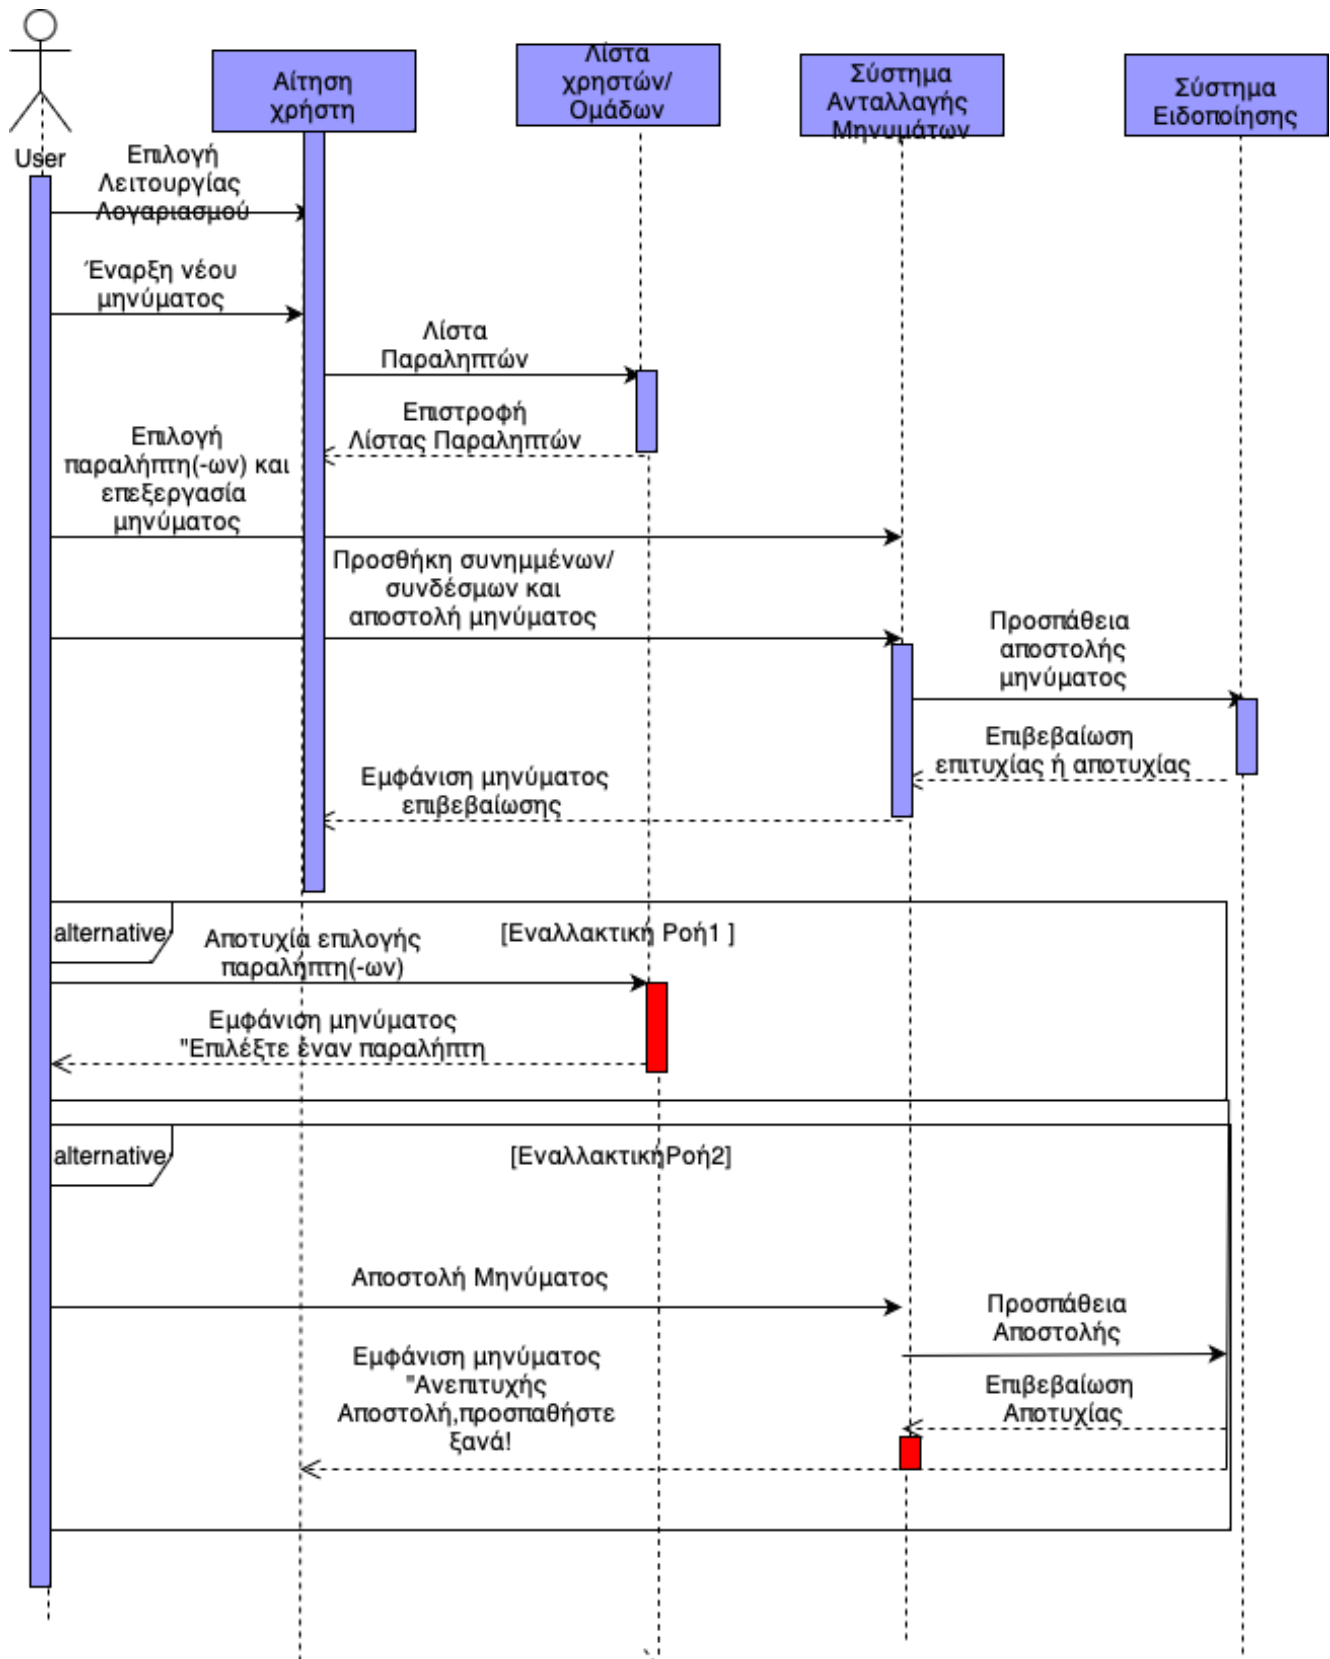 Αίτηση
χρήστη
Λίστα
χρηστών/
Ομάδων
Σύστημα
Ανταλλαγής
Μηνυμάτων
Σύστημα
Ειδοποίησης
User
Επιλογή
Λειτουργίας
Λογαριασμού
Έναρξη νέου
μηνύματος
Λίστα
Παραληπτών
Επιστροφή
Λίστας Παραληπτών
Επιλογή
παραλήπτη(-ων) και
επεξεργασία
μηνύματος
Προσθήκη συνημμένων/
συνδέσμων και
αποστολή μηνύματος
Προσπάθεια
αποστολής
μηνύματος
Επιβεβαίωση
επιτυχίας ή αποτυχίας
Εμφάνιση μηνύματος
επιβεβαίωσης
alternative
[Εναλλακτική Ροή1 ]
Αποτυχία επιλογής
παραλήπτη(-ων)
Εμφάνιση μηνύματος
"Επιλέξτε έναν παραλήπτη
alternative
[ΕναλλακτικήΡοή2]
Αποστολή Μηνύματος
Προσπάθεια
Αποστολής
Εμφάνιση μηνύματος
"Ανεπιτυχής
Αποστολή,προσπαθήστε
ξανά!
Επιβεβαίωση
Αποτυχίας